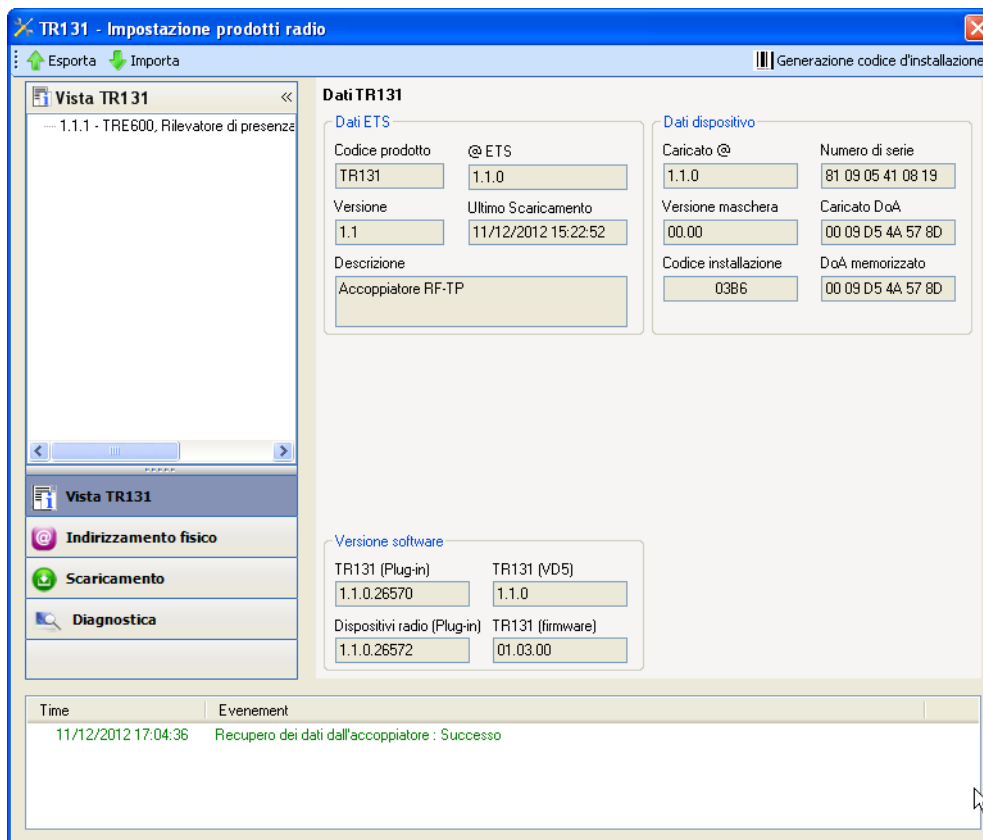 TR131 - Impostazione prodotti radio
Esporta Importa Generazione codice d'installazione
Vista TR131 «
1.1.1 - TRE600, Rilevatore di presenza
Vista TR131
Indirizzamento fisico
Scaricamento
Diagnostica
Dati TR131
Dati ETS
Codice prodotto @ ETS
TR131 1.1.0
Versione Ultimo Scaricamento
1.1 11/12/2012 15:22:52
Descrizione
Accoppiatore RF-TP
Dati dispositivo
Caricato @ Numero di serie
1.1.0 81 09 05 41 08 19
Versione maschera Caricato DoA
00.00 00 09 D5 4A 57 8D
Codice installazione DoA memorizzato
03B6 00 09 D5 4A 57 8D
Versione software
TR131 (Plug-in) TR131 (VD5)
1.1.0.26570 1.1.0
Dispositivi radio (Plug-in) TR131 (firmware)
1.1.0.26572 01.03.00
Time Evenement
11/12/2012 17:04:36 Recupero dei dati dall'accoppiatore : Successo